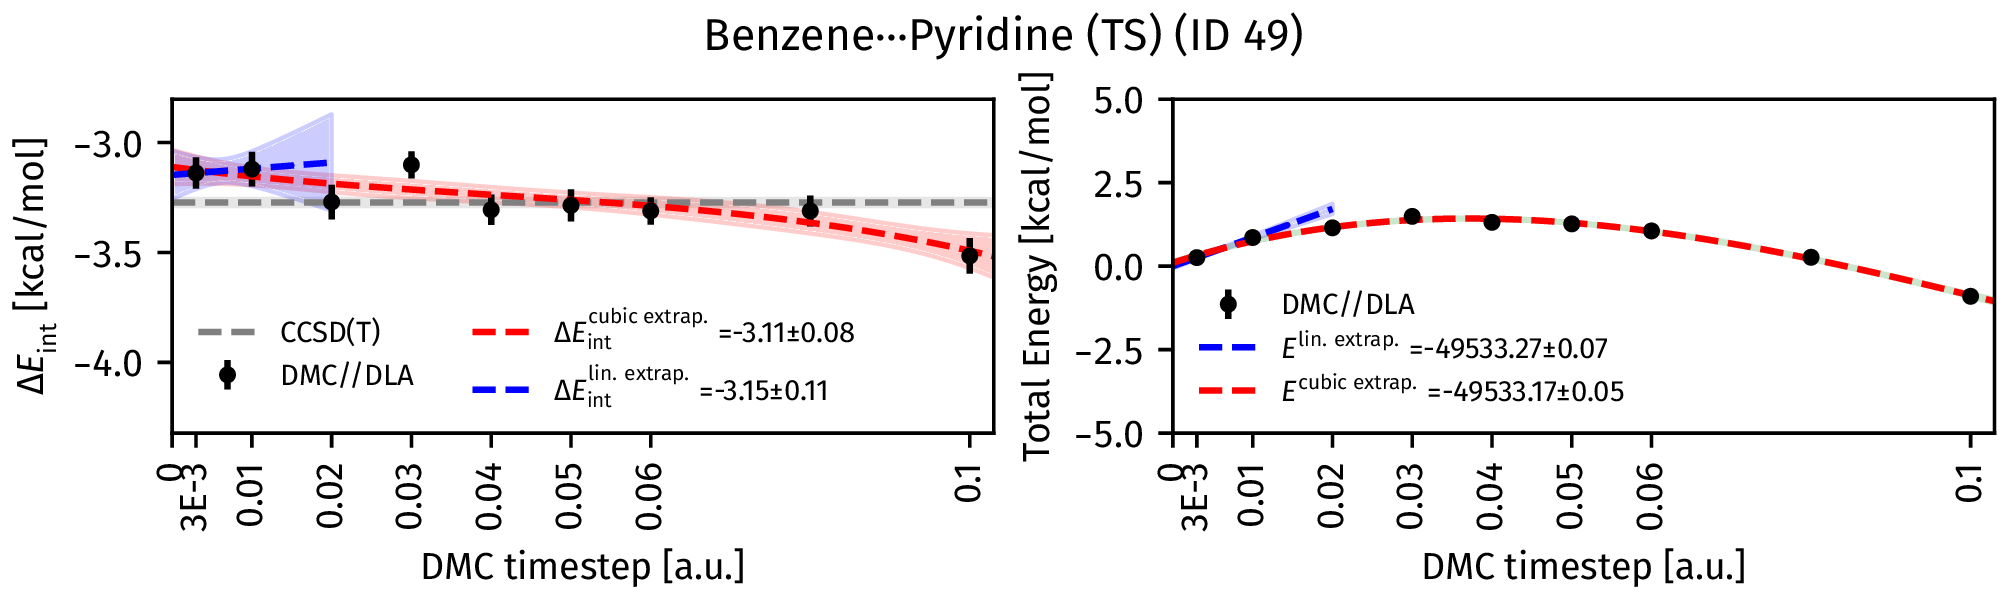 Benzene···Pyridine (TS) (ID 49)
ΔE_int [kcal/mol]
−3.0
−3.5
−4.0
CCSD(T)
DMC//DLA
ΔE_int^cubic extrap. =-3.11±0.08
ΔE_int^lin. extrap. =-3.15±0.11
0
3E-3
0.01
0.02
0.03
0.04
0.05
0.06
0.1
DMC timestep [a.u.]
Total Energy [kcal/mol]
5.0
2.5
0.0
−2.5
−5.0
DMC//DLA
E^lin. extrap. =-49533.27±0.07
E^cubic extrap. =-49533.17±0.05
0
3E-3
0.01
0.02
0.03
0.04
0.05
0.06
0.1
DMC timestep [a.u.]